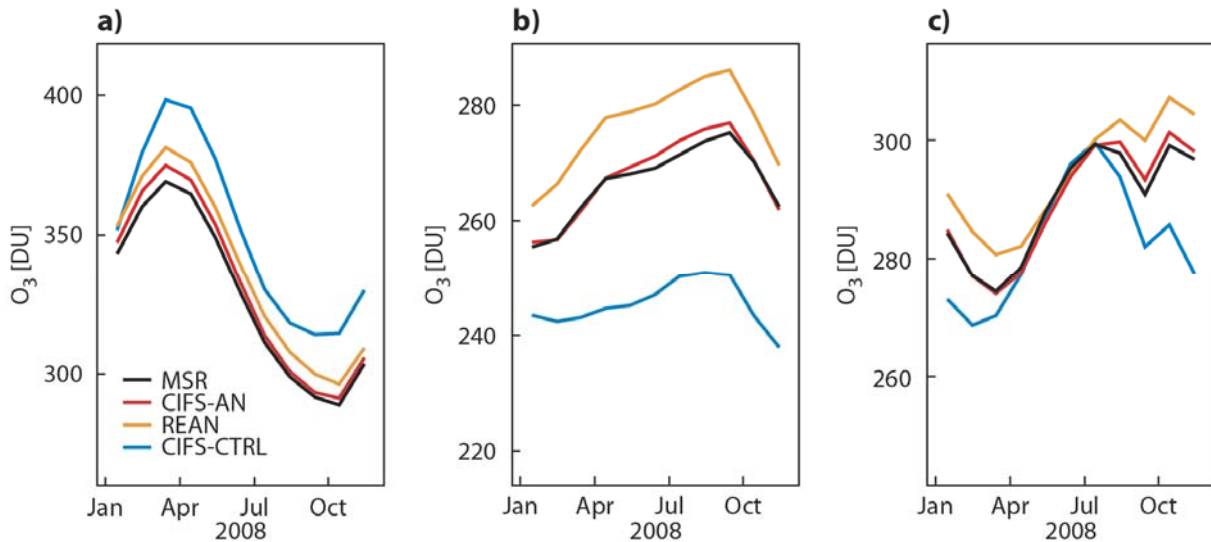 a)
O3 [DU]
400
350
300
MSR
CIFS-AN
REAN
CIFS-CTRL
Jan Apr Jul Oct
2008
b)
O3 [DU]
280
260
240
220
Jan Apr Jul Oct
2008
c)
O3 [DU]
300
280
260
Jan Apr Jul Oct
2008